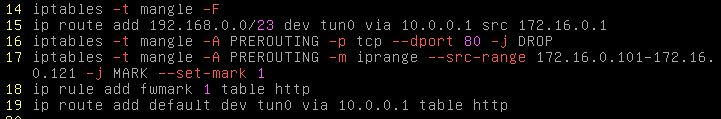 14 iptables -t mangle -F
15 ip route add 192.168.0.0/23 dev tun0 via 10.0.0.1 src 172.16.0.1
16 iptables -t mangle -A PREROUTING -p tcp --dport 80 -j DROP
17 iptables -t mangle -A PREROUTING -m iprange --src-range 172.16.0.101-172.16.
0.121 -j MARK --set-mark 1
18 ip rule add fwmark 1 table http
19 ip route add default dev tun0 via 10.0.0.1 table http